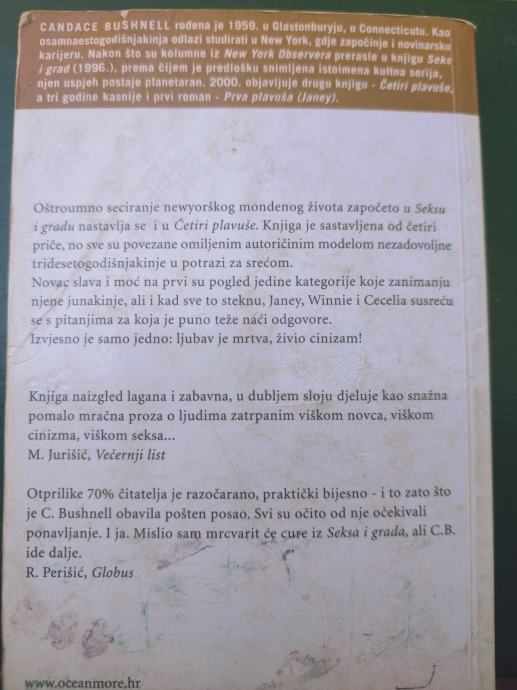 CANDACE BUSHNELL rođena je 1959. u Glastonburyju, u Connecticutu. Kao
osamnaestogodišnjakinja odlazi studirati u New York, gdje započinje i novinarsku
karijeru. Nakon što su kolumne iz New York Observera prerasle u knjigu Seks
i grad (1996.), prema čijem je predlošku snimljena istoimena kultna serija,
njen uspjeh postaje planetaran. 2000. objavljuje drugu knjigu - Četiri plavuše,
a tri godine kasnije i prvi roman - Prva plavuša (Janey).
Oštroumno seciranje newyorškog mondenog života započeto u Seksu
i gradu nastavlja se i u Četiri plavuše. Knjiga je sastavljena od četiri
priče, no sve su povezane omiljenim autoričinim modelom nezadovoljne
tridesetogodišnjakinje u potrazi za srećom.
Novac slava i moć na prvi su pogled jedine kategorije koje zanimanju
njene junakinje, ali i kad sve to steknu, Janey, Winnie i Cecelia susreću
se s pitanjima za koja je puno teže naći odgovore.
Izvjesno je samo jedno: ljubav je mrtva, živio cinizam!
Knjiga naizgled lagana i zabavna, u dubljem sloju djeluje kao snažna
pomalo mračna proza o ljudima zatrpanim viškom novca, viškom
cinizma, viškom seksa...
M. Jurišić, Večernji list
Otprilike 70% čitatelja je razočarano, praktički bijesno - i to zato što
je C. Bushnell obavila pošten posao. Svi su očito od nje očekivali
ponavljanje. I ja. Mislio sam mrcvarit će cure iz Seksa i grada, ali C.B.
ide dalje.
R. Perišić, Globus
www.oceanmore.hr